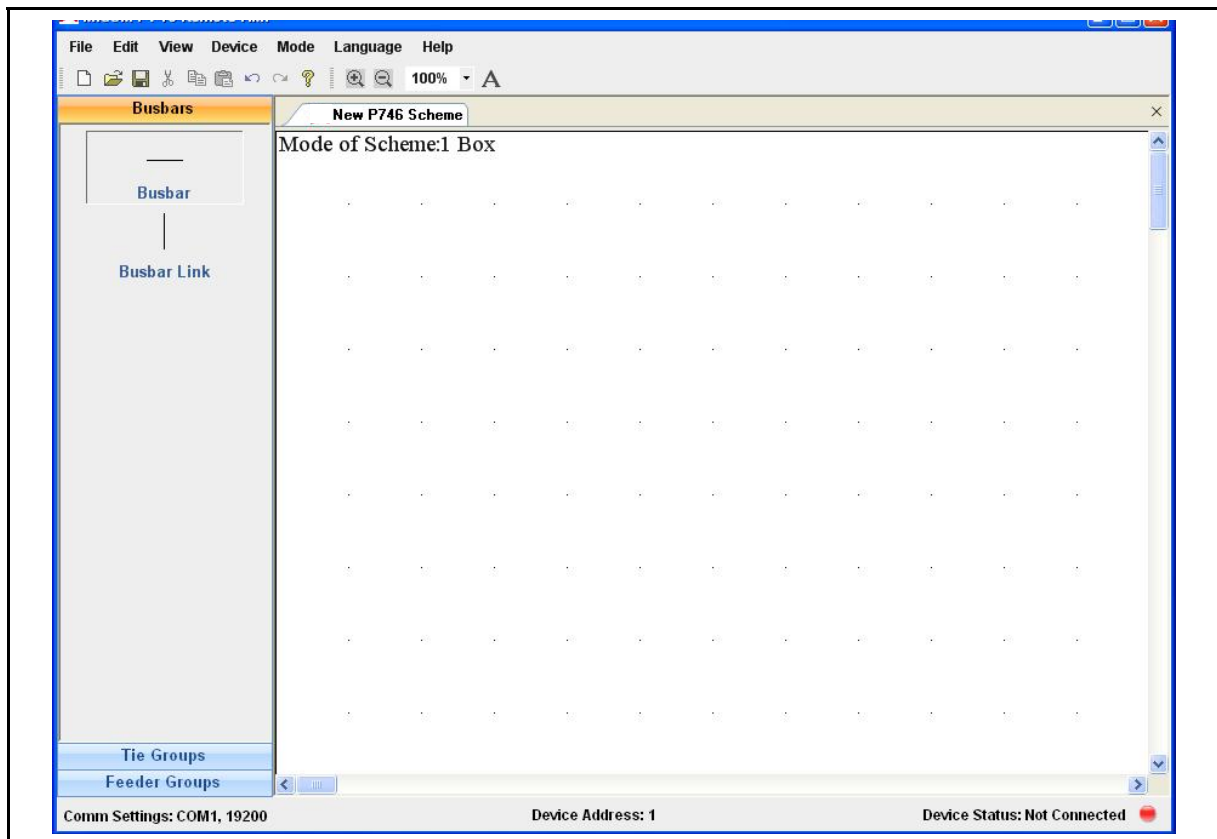 File Edit View Device Mode Language Help
100% A
Busbars
New P746 Scheme
Mode of Scheme:1 Box
Busbar
Busbar Link
Tie Groups
Feeder Groups
Comm Settings: COM1, 19200 Device Address: 1 Device Status: Not Connected